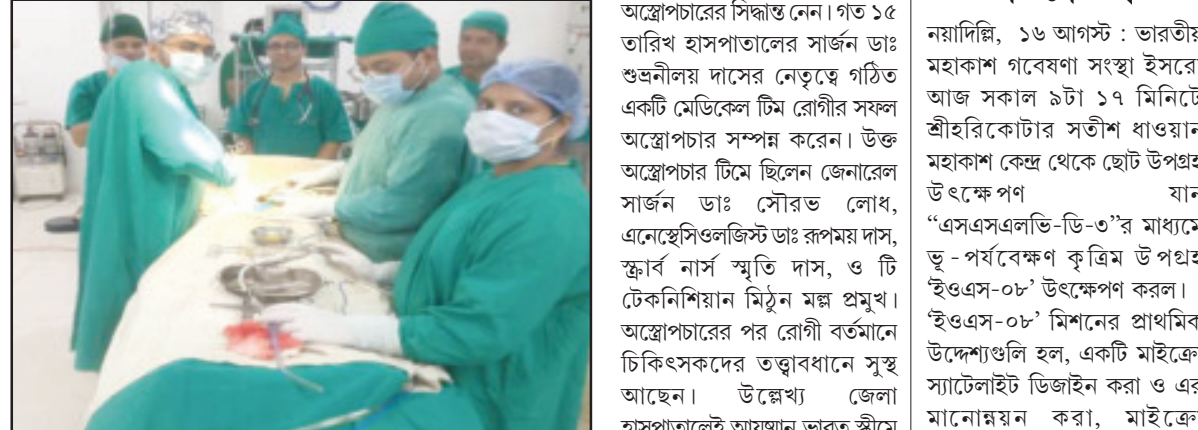 অস্ত্রোপচারের সিদ্ধান্ত নেন। গত ১৫
তারিখ হাসপাতালের সার্জন ডাঃ
শুভ্রনীলয় দাসের নেতৃত্বে গঠিত
একটি মেডিকেল টিম রোগীর সফল
অস্ত্রোপচার সম্পন্ন করেন। উক্ত
অস্ত্রোপচার টিমে ছিলেন জেনারেল
সার্জন ডাঃ সৌরভ লোধ,
এনেস্থেসিওলজিস্ট ডাঃ রূপময় দাস,
স্ক্রার্ব নার্স স্মৃতি দাস, ও টি
টেকনিশিয়ান মিঠুন মল্ল প্রমুখ।
অস্ত্রোপচারের পর রোগী বর্তমানে
চিকিৎসকদের তত্ত্বাবধানে সুস্থ
আছেন। উল্লেখ্য জেলা
হাসপাতালেই আয়ুষ্মান ভারত স্কীমে
নয়াদিল্লি, ১৬ আগস্ট : ভারতীয়
মহাকাশ গবেষণা সংস্থা ইসরো
আজ সকাল ৯টা ১৭ মিনিটে
শ্রীহরিকোটার সতীশ ধাওয়ান
মহাকাশ কেন্দ্র থেকে ছোট উপগ্রহ
উৎক্ষেপণ যান
“এসএসএলভি-ডি-৩”র মাধ্যমে
ভূ - পর্যবেক্ষণ কৃত্রিম উপগ্রহ
‘ইওএস-০৮’ উৎক্ষেপণ করল।
‘ইওএস-০৮’ মিশনের প্রাথমিক
উদ্দেশ্যগুলি হল, একটি মাইক্রো
স্যাটেলাইট ডিজাইন করা ও এর
মানোন্নয়ন করা, মাইক্রো